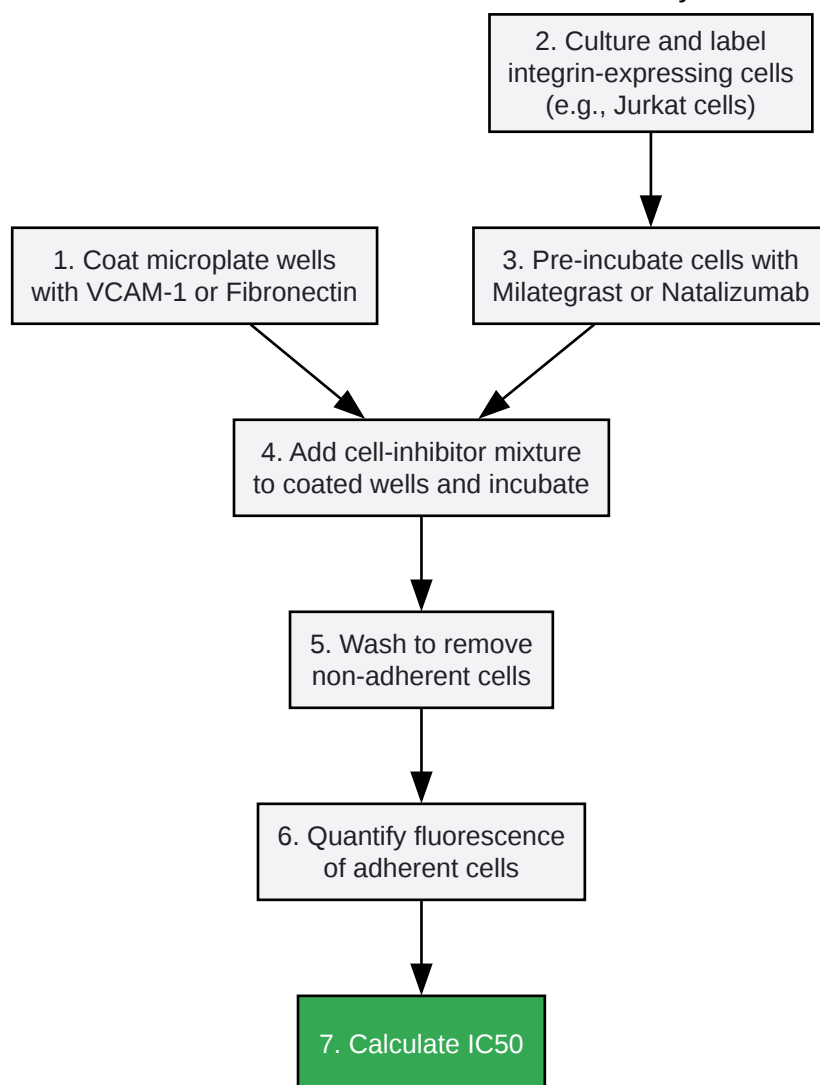 2. Culture and label
integrin-expressing cells
(e.g., Jurkat cells)
1. Coat microplate wells
with VCAM-1 or Fibronectin
3. Pre-incubate cells with
Milategrast or Natalizumab
4. Add cell-inhibitor mixture
to coated wells and incubate
5. Wash to remove
non-adherent cells
6. Quantify fluorescence
of adherent cells
7. Calculate IC50